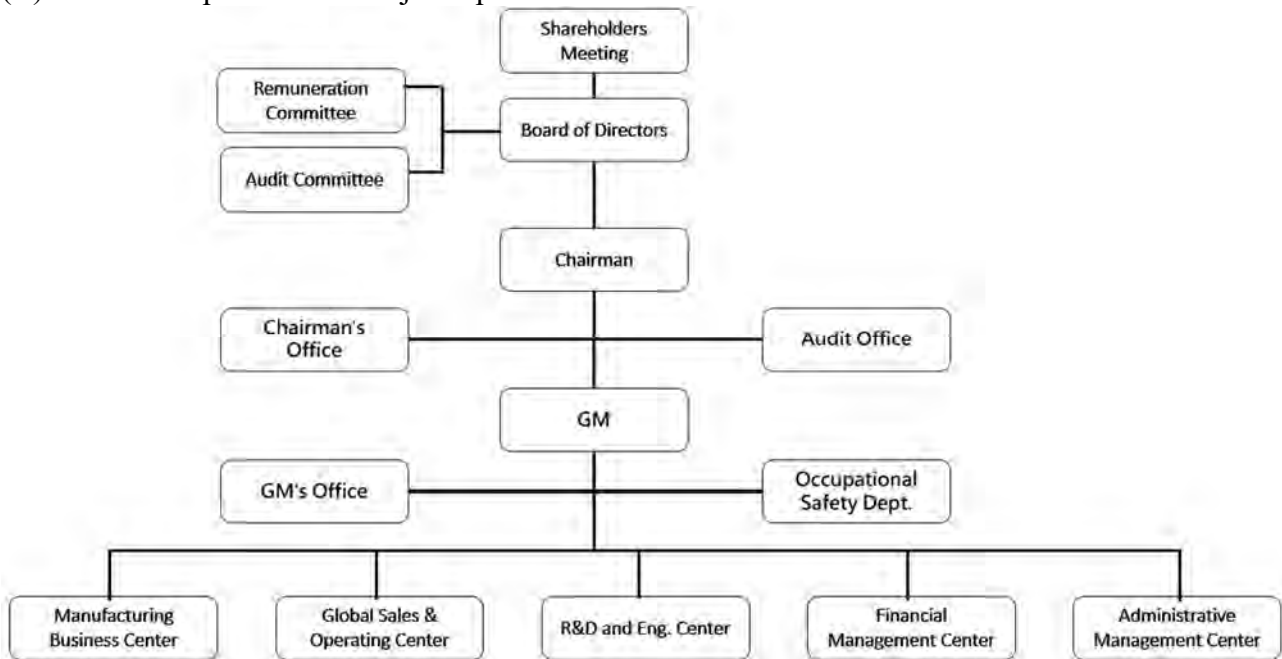 Shareholders
Meeting
Remuneration
Committee
Board of Directors
Audit Committee
Chairman
Chairman's
Office
Audit Office
GM
GM's Office
Occupational
Safety Dept.
Manufacturing
Business Center
Global Sales &
Operating Center
R&D and Eng. Center
Financial
Management Center
Administrative
Management Center